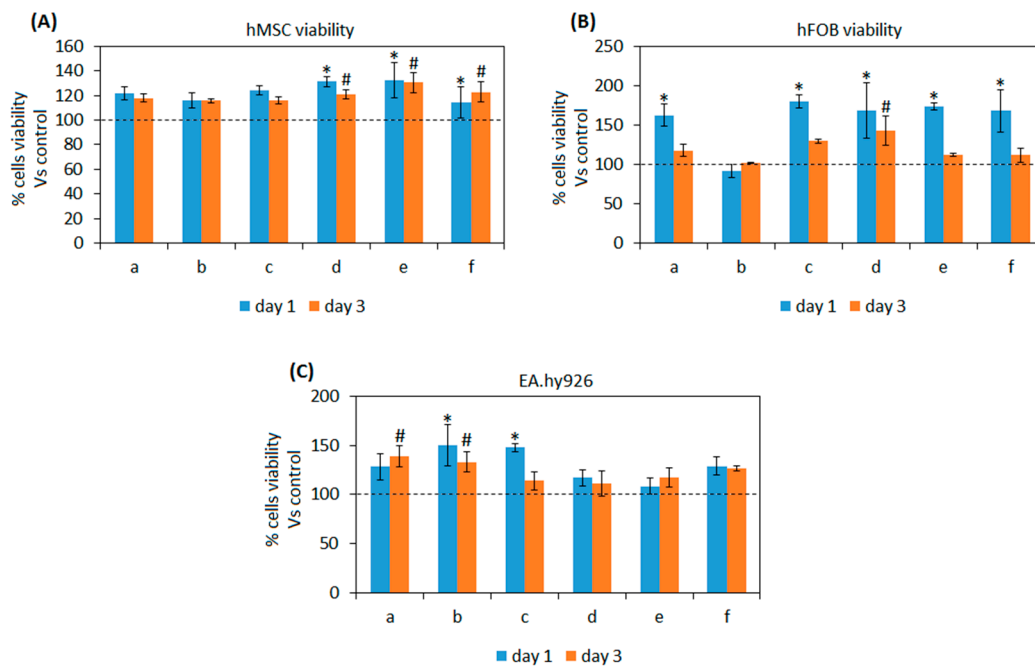 (A)
hMSC viability
% cells viability
Vs control
160
140
120
100
80
60
40
20
0
* # * # * #
a b c d e f
day 1 day 3
(B)
hFOB viability
% cells viability
Vs control
250
200
150
100
50
0
* * * # * *
a b c d e f
day 1 day 3
(C)
EA.hy926
% cells viability
Vs control
200
150
100
50
0
# * # *
a b c d e f
day 1 day 3